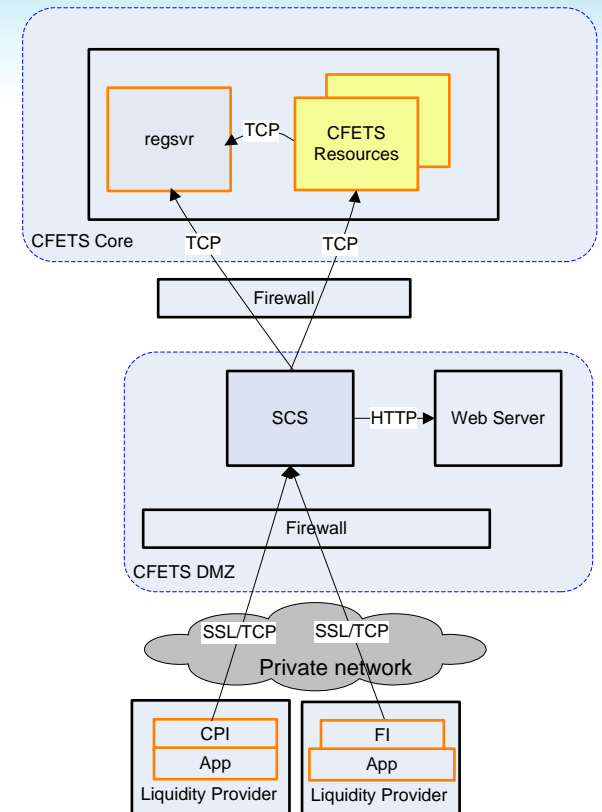 regsvr
TCP
CFETS
Resources
CFETS Core
TCP
TCP
Firewall
SCS
HTTP
Web Server
Firewall
CFETS DMZ
SSL/TCP
SSL/TCP
Private network
CPI
App
Liquidity Provider
FI
App
Liquidity Provider